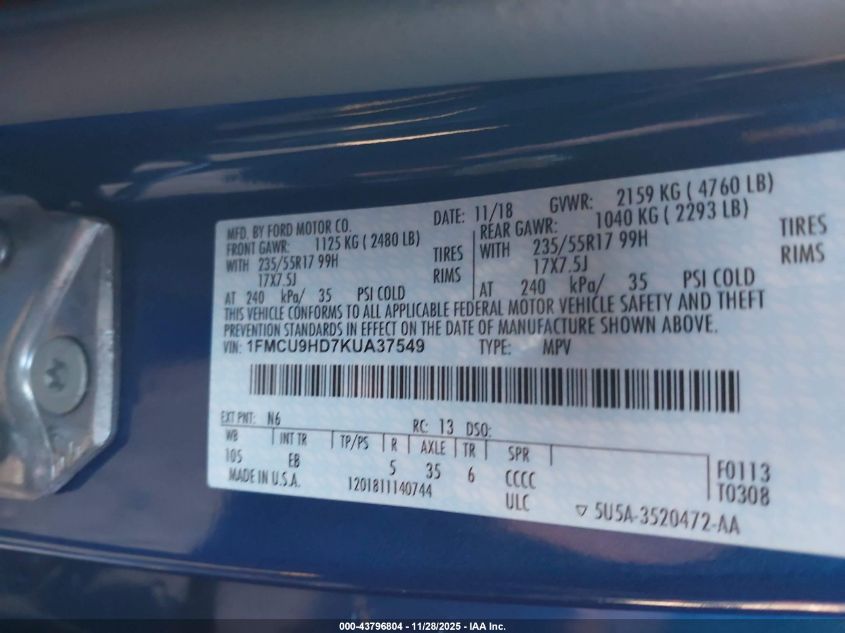 MFD. BY FORD MOTOR CO. DATE: 11/18 GVWR: 2159 KG ( 4760 LB)
FRONT GAWR: 1125 KG ( 2480 LB) REAR GAWR: 1040 KG ( 2293 LB)
WITH 235/55R17 99H TIRES WITH 235/55R17 99H TIRES
17X7.5J RIMS 17X7.5J RIMS
AT 240 kPa/ 35 PSI COLD AT 240 kPa/ 35 PSI COLD
THIS VEHICLE CONFORMS TO ALL APPLICABLE FEDERAL MOTOR VEHICLE SAFETY AND THEFT
PREVENTION STANDARDS IN EFFECT ON THE DATE OF MANUFACTURE SHOWN ABOVE.
VIN: 1FMCU9HD7KUA37549 TYPE: MPV
EXT PNT: N6 RC: 13 DSO:
WB INT TR TP/PS R AXLE TR SPR
105 EB 5 35 6 CCCC F0113
MADE IN U.S.A. 1201811140744 ULC T0308
5U5A-3520472-AA
000-43796804 – 11/28/2025 – IAA Inc.